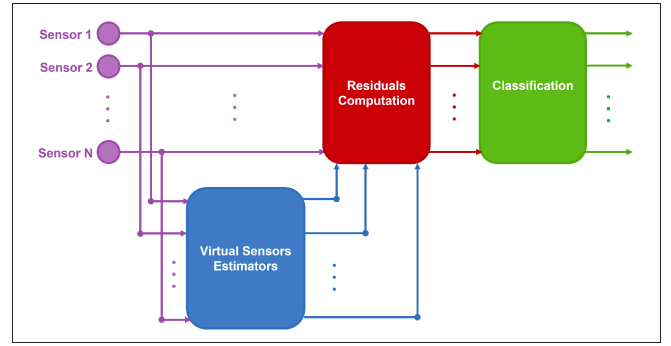 Sensor 1
Sensor 2
Sensor N
Residuals
Computation
Classification
Virtual Sensors
Estimators